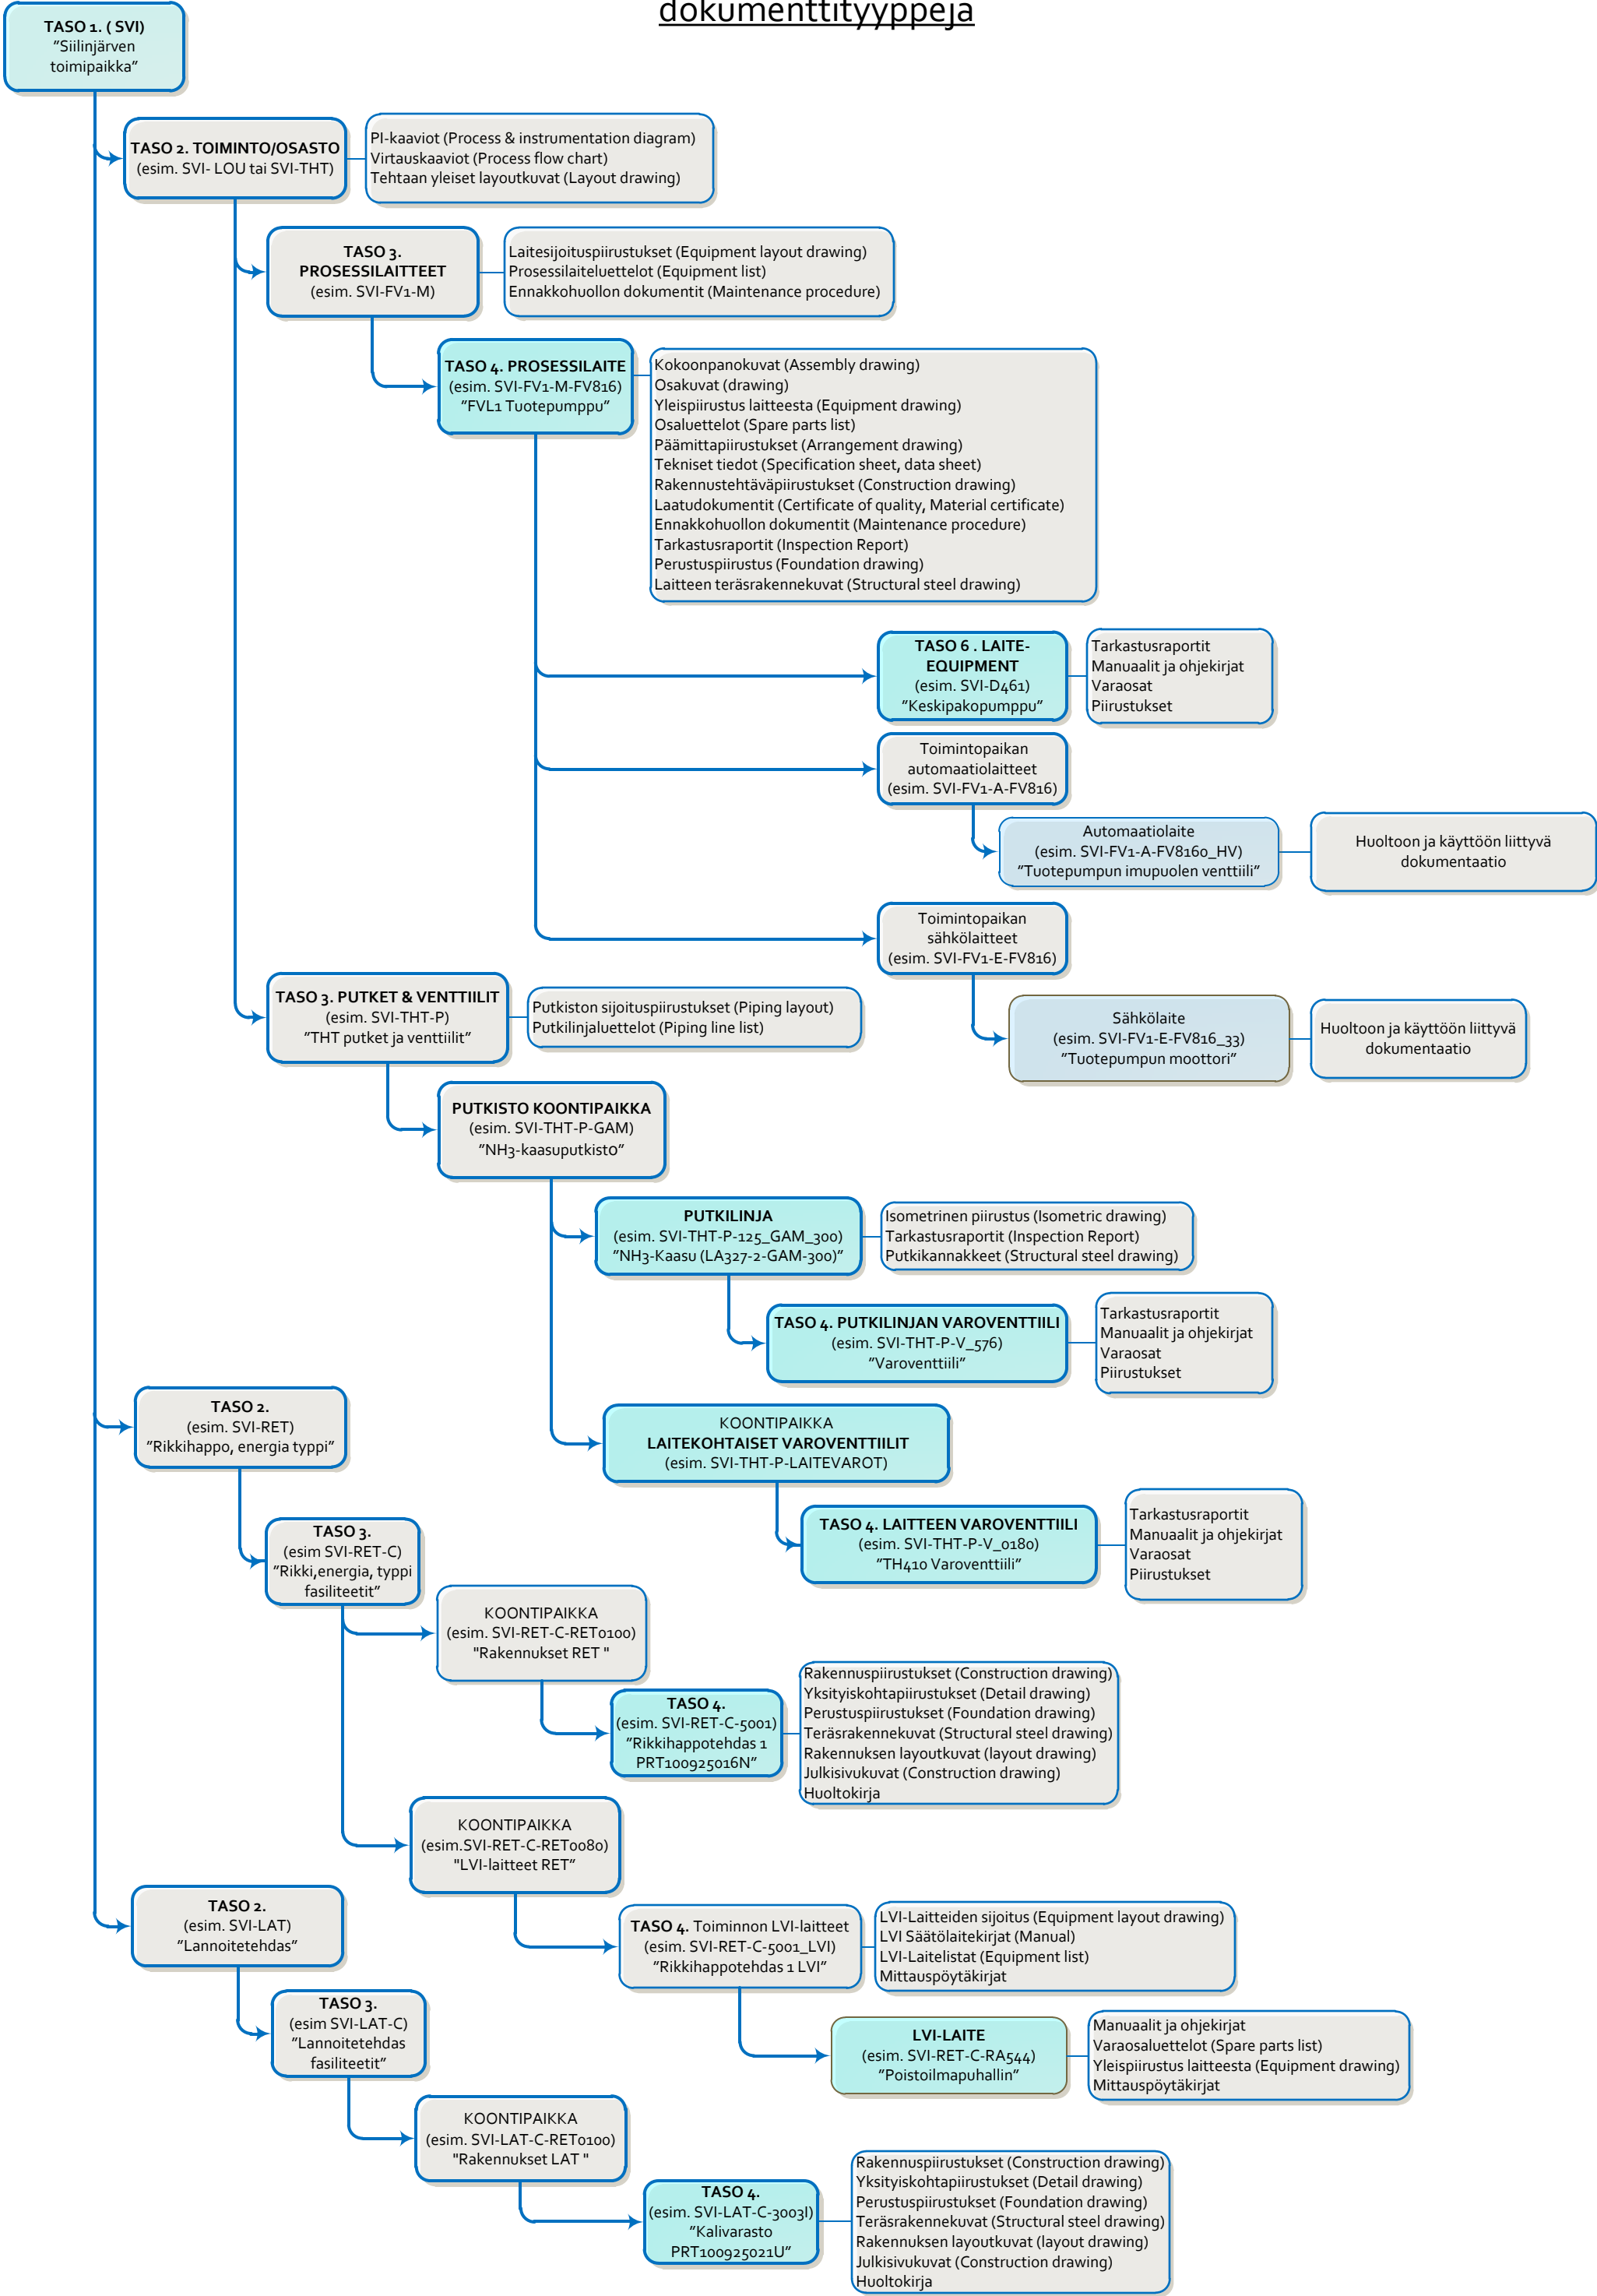 dokumenttityyppejä
TASO 1. ( SVI)
”Siilinjärven
toimipaikka”
TASO 2. TOIMINTO/OSASTO
(esim. SVI- LOU tai SVI-THT)
PI-kaaviot (Process & instrumentation diagram)
Virtauskaaviot (Process flow chart)
Tehtaan yleiset layoutkuvat (Layout drawing)
TASO 3.
PROSESSILAITTEET
(esim. SVI-FV1-M)
Laitesijoituspiirustukset (Equipment layout drawing)
Prosessilaiteluettelot (Equipment list)
Ennakkohuollon dokumentit (Maintenance procedure)
TASO 4. PROSESSILAITE
(esim. SVI-FV1-M-FV816)
”FVL1 Tuotepumppu”
Kokoonpanokuvat (Assembly drawing)
Osakuvat (drawing)
Yleispiirustus laitteesta (Equipment drawing)
Osaluettelot (Spare parts list)
Päämittapiirustukset (Arrangement drawing)
Tekniset tiedot (Specification sheet, data sheet)
Rakennustehtäväpiirustukset (Construction drawing)
Laatudokumentit (Certificate of quality, Material certificate)
Ennakkohuollon dokumentit (Maintenance procedure)
Tarkastusraportit (Inspection Report)
Perustuspiirustus (Foundation drawing)
Laitteen teräsrakennekuvat (Structural steel drawing)
TASO 6 . LAITE-
EQUIPMENT
(esim. SVI-D461)
”Keskipakopumppu”
Tarkastusraportit
Manuaalit ja ohjekirjat
Varaosat
Piirustukset
Toimintopaikan
automaatiolaitteet
(esim. SVI-FV1-A-FV816)
Automaatiolaite
(esim. SVI-FV1-A-FV8160_HV)
”Tuotepumpun imupuolen venttiili”
Huoltoon ja käyttöön liittyvä
dokumentaatio
Toimintopaikan
sähkölaitteet
(esim. SVI-FV1-E-FV816)
Sähkölaite
(esim. SVI-FV1-E-FV816_33)
”Tuotepumpun moottori”
Huoltoon ja käyttöön liittyvä
dokumentaatio
TASO 3. PUTKET & VENTTIILIT
(esim. SVI-THT-P)
”THT putket ja venttiilit”
Putkiston sijoituspiirustukset (Piping layout)
Putkilinjaluettelot (Piping line list)
PUTKISTO KOONTIPAIKKA
(esim. SVI-THT-P-GAM)
”NH3-kaasuputkisto”
PUTKILINJA
(esim. SVI-THT-P-125_GAM_300)
”NH3-Kaasu (LA327-2-GAM-300)”
Isometrinen piirustus (Isometric drawing)
Tarkastusraportit (Inspection Report)
Putkikannakkeet (Structural steel drawing)
TASO 4. PUTKILINJAN VAROVENTTIILI
(esim. SVI-THT-P-V_576)
”Varoventtiili”
Tarkastusraportit
Manuaalit ja ohjekirjat
Varaosat
Piirustukset
KOONTIPAIKKA
LAITEKOHTAISET VAROVENTTIILIT
(esim. SVI-THT-P-LAITEVAROT)
TASO 4. LAITTEEN VAROVENTTIILI
(esim. SVI-THT-P-V_0180)
”TH410 Varoventtiili”
Tarkastusraportit
Manuaalit ja ohjekirjat
Varaosat
Piirustukset
TASO 2.
(esim. SVI-RET)
”Rikkihappo, energia typpi”
TASO 3.
(esim SVI-RET-C)
”Rikki,energia, typpi
fasiliteetit”
KOONTIPAIKKA
(esim. SVI-RET-C-RET0100)
"Rakennukset RET "
TASO 4.
(esim. SVI-RET-C-5001)
”Rikkihappotehdas 1
PRT100925016N”
Rakennuspiirustukset (Construction drawing)
Yksityiskohtapiirustukset (Detail drawing)
Perustuspiirustukset (Foundation drawing)
Teräsrakennekuvat (Structural steel drawing)
Rakennuksen layoutkuvat (layout drawing)
Julkisivukuvat (Construction drawing)
Huoltokirja
KOONTIPAIKKA
(esim.SVI-RET-C-RET0080)
"LVI-laitteet RET”
TASO 4. Toiminnon LVI-laitteet
(esim. SVI-RET-C-5001_LVI)
”Rikkihappotehdas 1 LVI”
LVI-Laitteiden sijoitus (Equipment layout drawing)
LVI Säätölaitekirjat (Manual)
LVI-Laitelistat (Equipment list)
Mittauspöytäkirjat
LVI-LAITE
(esim. SVI-RET-C-RA544)
”Poistoilmapuhallin”
Manuaalit ja ohjekirjat
Varaosaluettelot (Spare parts list)
Yleispiirustus laitteesta (Equipment drawing)
Mittauspöytäkirjat
TASO 2.
(esim. SVI-LAT)
”Lannoitetehdas”
TASO 3.
(esim SVI-LAT-C)
”Lannoitetehdas
fasiliteetit”
KOONTIPAIKKA
(esim. SVI-LAT-C-RET0100)
"Rakennukset LAT "
TASO 4.
(esim. SVI-LAT-C-3003I)
”Kalivarasto
PRT100925021U”
Rakennuspiirustukset (Construction drawing)
Yksityiskohtapiirustukset (Detail drawing)
Perustuspiirustukset (Foundation drawing)
Teräsrakennekuvat (Structural steel drawing)
Rakennuksen layoutkuvat (layout drawing)
Julkisivukuvat (Construction drawing)
Huoltokirja